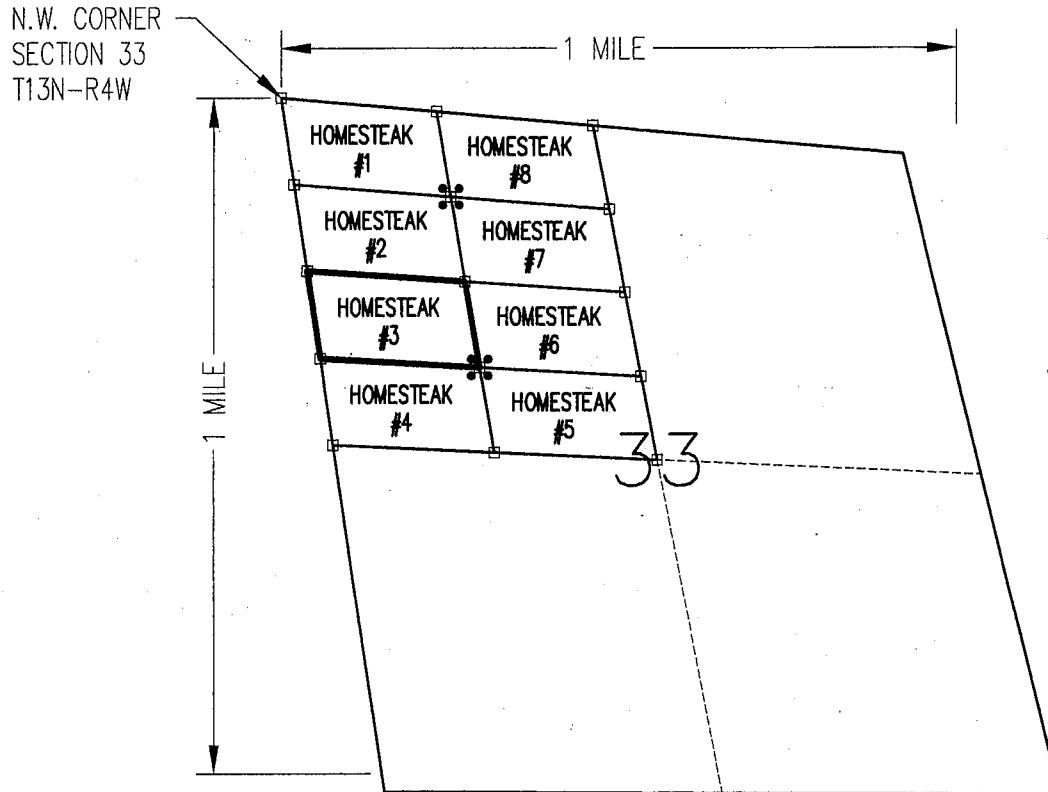 N.W. CORNER
SECTION 33
T13N-R4W
1 MILE
1 MILE
HOMESTEAK
#1
HOMESTEAK
#8
HOMESTEAK
#2
HOMESTEAK
#7
HOMESTEAK
#3
HOMESTEAK
#6
HOMESTEAK
#4
HOMESTEAK
#5
33